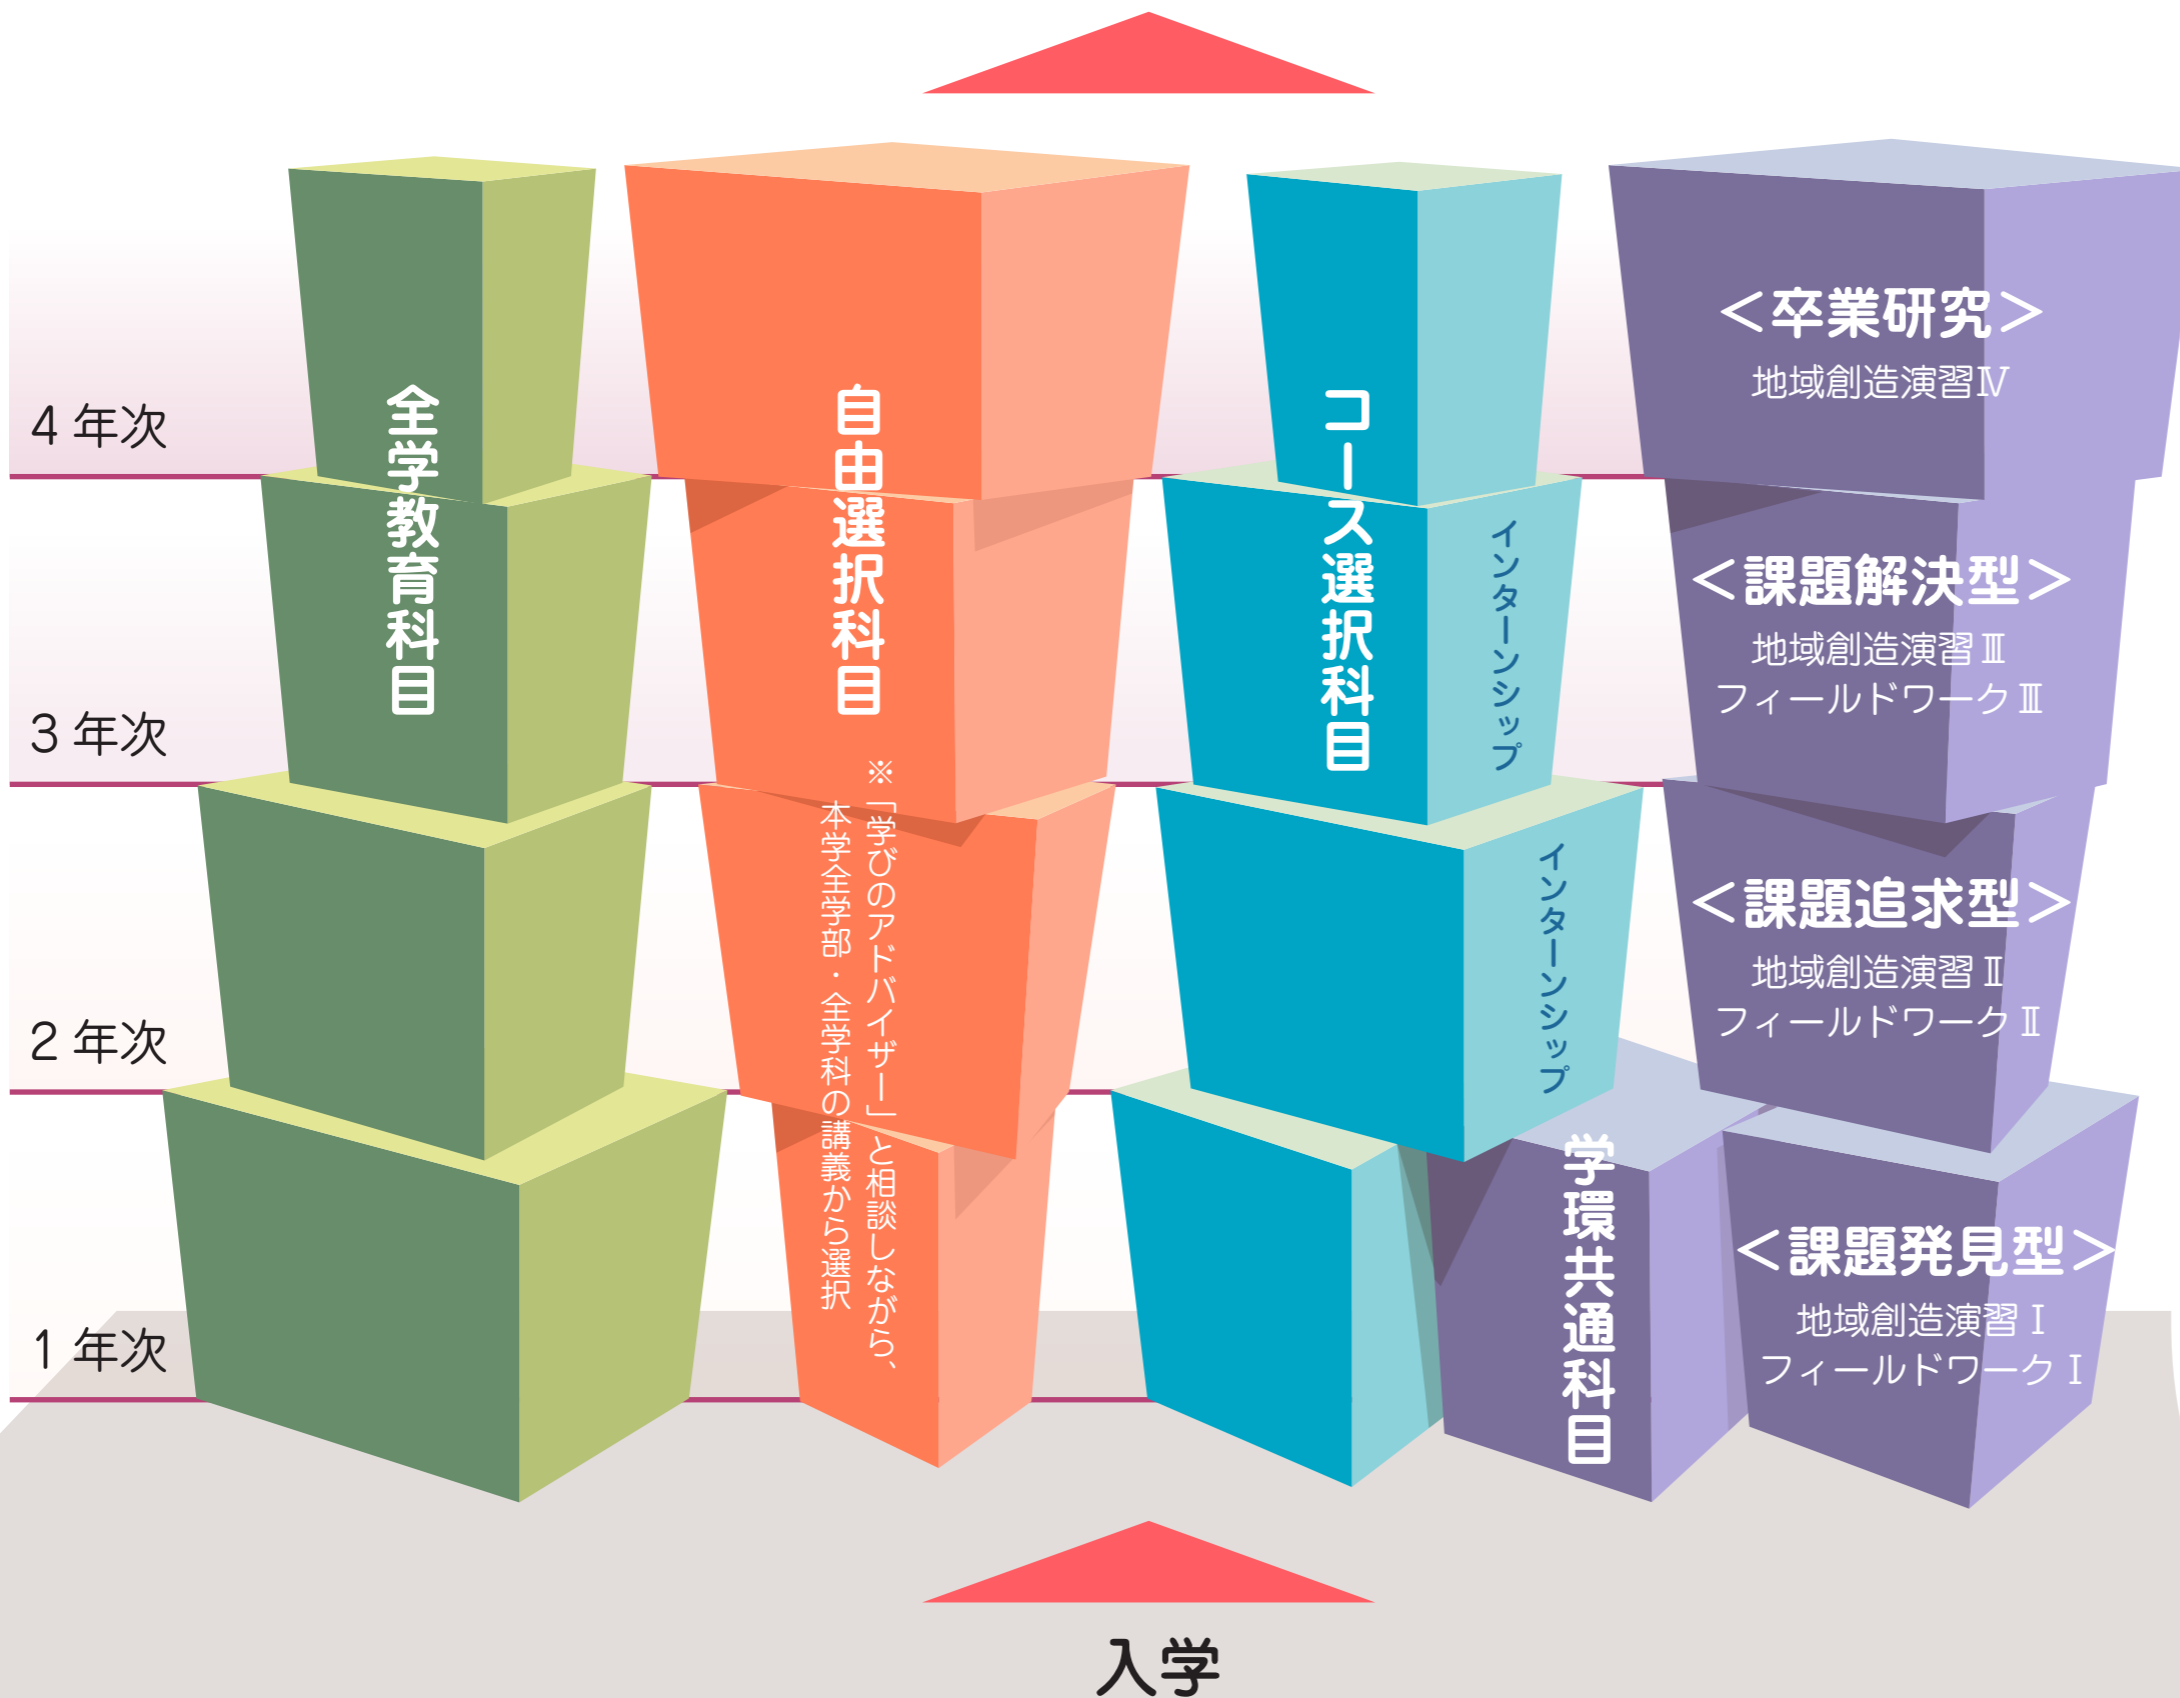 4 年次
3 年次
2 年次
1 年次
全学教育科目
自由選択科目
※「学びのアドバイザー」と相談しながら、
本学全学部・全学科の講義から選択
コース選択科目
インターンシップ
インターンシップ
学環共通科目
＜卒業研究＞
地域創造演習Ⅳ
＜課題解決型＞
地域創造演習Ⅲ
フィールドワークⅢ
＜課題追求型＞
地域創造演習Ⅱ
フィールドワークⅡ
＜課題発見型＞
地域創造演習Ⅰ
フィールドワークⅠ
入学